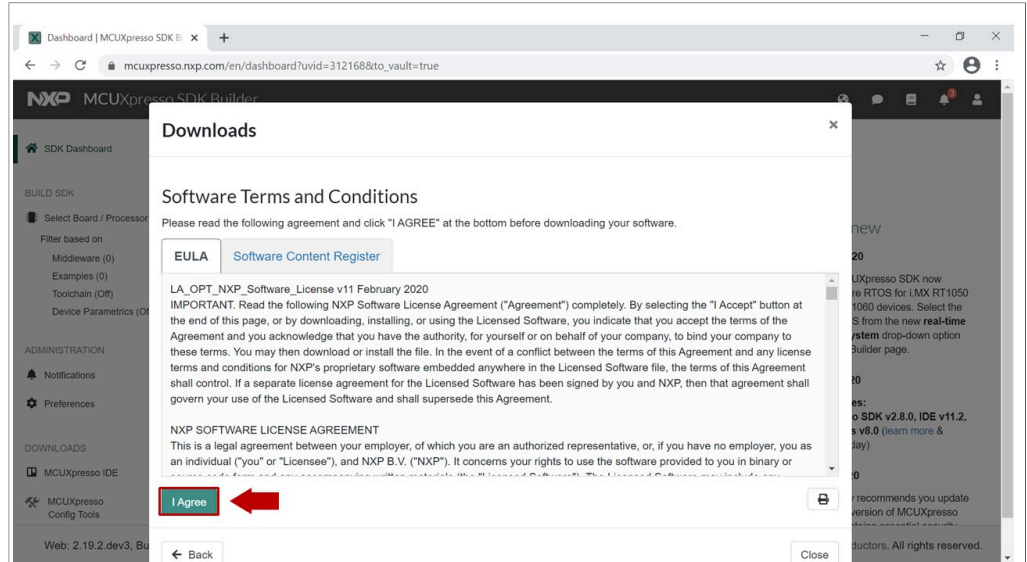 Dashboard | MCUXpresso SDK B
mcuxpresso.nxp.com/en/dashboard?uvid=312168&to_vault=true
NXP MCUXpresso SDK Builder
3
Downloads
×
SDK Dashboard
BUILD SDK
Select Board / Processor
Filter based on
Middleware (0)
Examples (0)
Toolchain (Off)
Device Parametrics (Of
ADMINISTRATION
Notifications
Preferences
DOWNLOADS
MCUXpresso IDE
MCUXpresso
Config Tools
Software Terms and Conditions
Please read the following agreement and click "I AGREE" at the bottom before downloading your software.
EULA Software Content Register
LA_OPT_NXP_Software_License v11 February 2020
IMPORTANT. Read the following NXP Software License Agreement ("Agreement") completely. By selecting the "I Accept" button at
the end of this page, or by downloading, installing, or using the Licensed Software, you indicate that you accept the terms of the
Agreement and you acknowledge that you have the authority, for yourself or on behalf of your company, to bind your company to
these terms. You may then download or install the file. In the event of a conflict between the terms of this Agreement and any license
terms and conditions for NXP's proprietary software embedded anywhere in the Licensed Software file, the terms of this Agreement
shall control. If a separate license agreement for the Licensed Software has been signed by you and NXP, then that agreement shall
govern your use of the Licensed Software and shall supersede this Agreement.
NXP SOFTWARE LICENSE AGREEMENT
This is a legal agreement between your employer, of which you are an authorized representative, or, if you have no employer, you as
an individual ("you" or "Licensee"), and NXP B.V. ("NXP"). It concerns your rights to use the software provided to you in binary or
I Agree
Back
Close
new
20
UXpresso SDK now
re RTOS for i.MX RT1050
1060 devices. Select the
S from the new real-time
ystem drop-down option
Builder page.
20
es:
o SDK v2.8.0, IDE v11.2,
s v8.0 (learn more &
day)
20
recommends you update
version of MCUXpresso
Web: 2.19.2.dev3, Bu
ductors. All rights reserved.